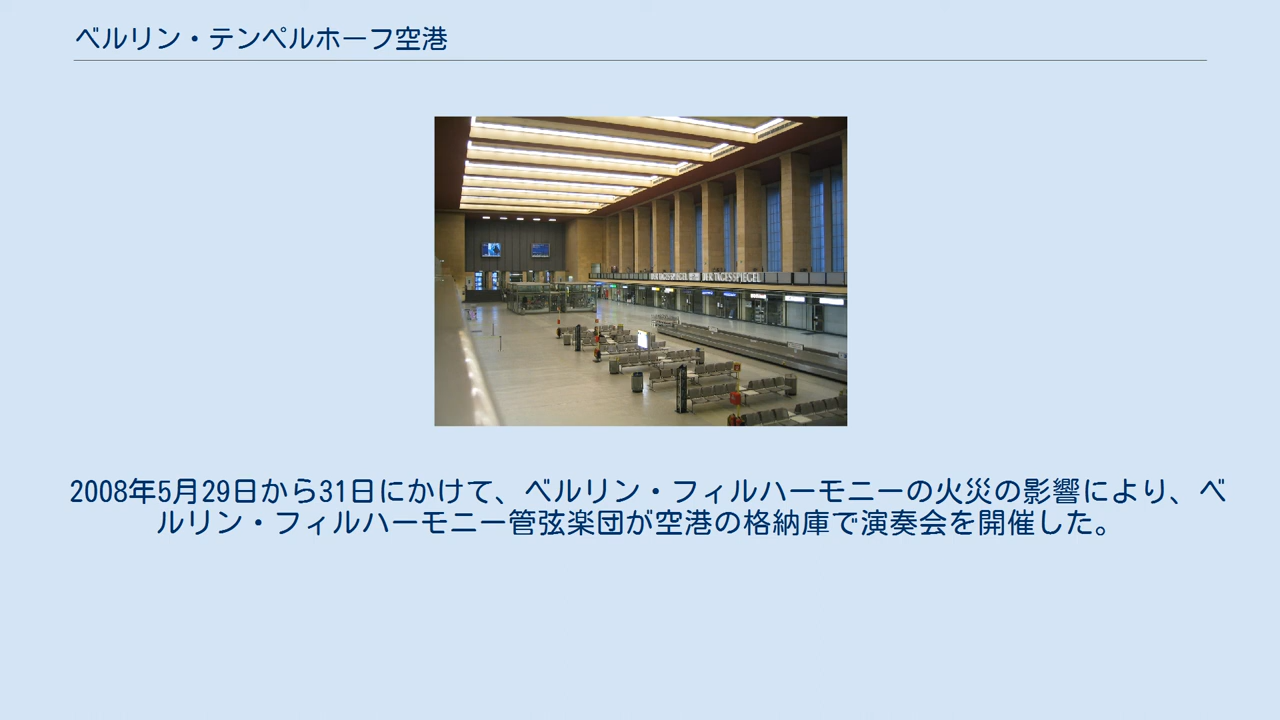 ベルリン・テンペルホーフ空港
DER TAGESSPIEGEL DER TAGESSPIEGEL
2008年5月29日から31日にかけて、ベルリン・フィルハーモニーの火災の影響により、ベ
ルリン・フィルハーモニー管弦楽団が空港の格納庫で演奏会を開催した。